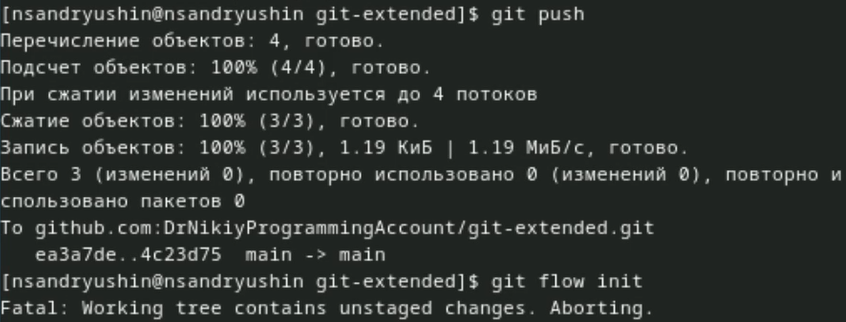 [nsandryushin@nsandryushin git-extended]$ git push
Перечисление объектов: 4, готово.
Подсчет объектов: 100% (4/4), готово.
При сжатии изменений используется до 4 потоков
Сжатие объектов: 100% (3/3), готово.
Запись объектов: 100% (3/3), 1.19 КиБ | 1.19 МиБ/с, готово.
Всего 3 (изменений 0), повторно использовано 0 (изменений 0), повторно и
спользовано пакетов 0
To github.com:DrNikiyProgrammingAccount/git-extended.git
   ea3a7de..4c23d75  main -> main
[nsandryushin@nsandryushin git-extended]$ git flow init
Fatal: Working tree contains unstaged changes. Aborting.